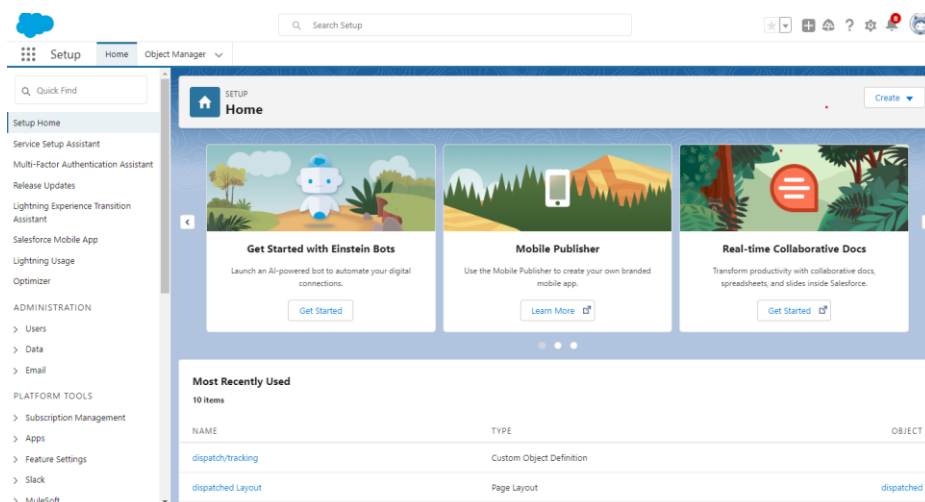 Search Setup
8
Setup
Home
Object Manager
Quick Find
Setup Home
Service Setup Assistant
Multi-Factor Authentication Assistant
Release Updates
Lightning Experience Transition
Assistant
Salesforce Mobile App
Lightning Usage
Optimizer
ADMINISTRATION
Users
Data
Email
PLATFORM TOOLS
Subscription Management
Apps
Feature Settings
Slack
MuleSoft
SETUP
Home
Create
Get Started with Einstein Bots
Launch an AI-powered bot to automate your digital
connections.
Get Started
Mobile Publisher
Use the Mobile Publisher to create your own branded
mobile app.
Learn More
Real-time Collaborative Docs
Transform productivity with collaborative docs,
spreadsheets, and slides inside Salesforce.
Get Started
Most Recently Used
10 items
NAME TYPE OBJECT
dispatch/tracking Custom Object Definition
dispatched Layout Page Layout dispatched